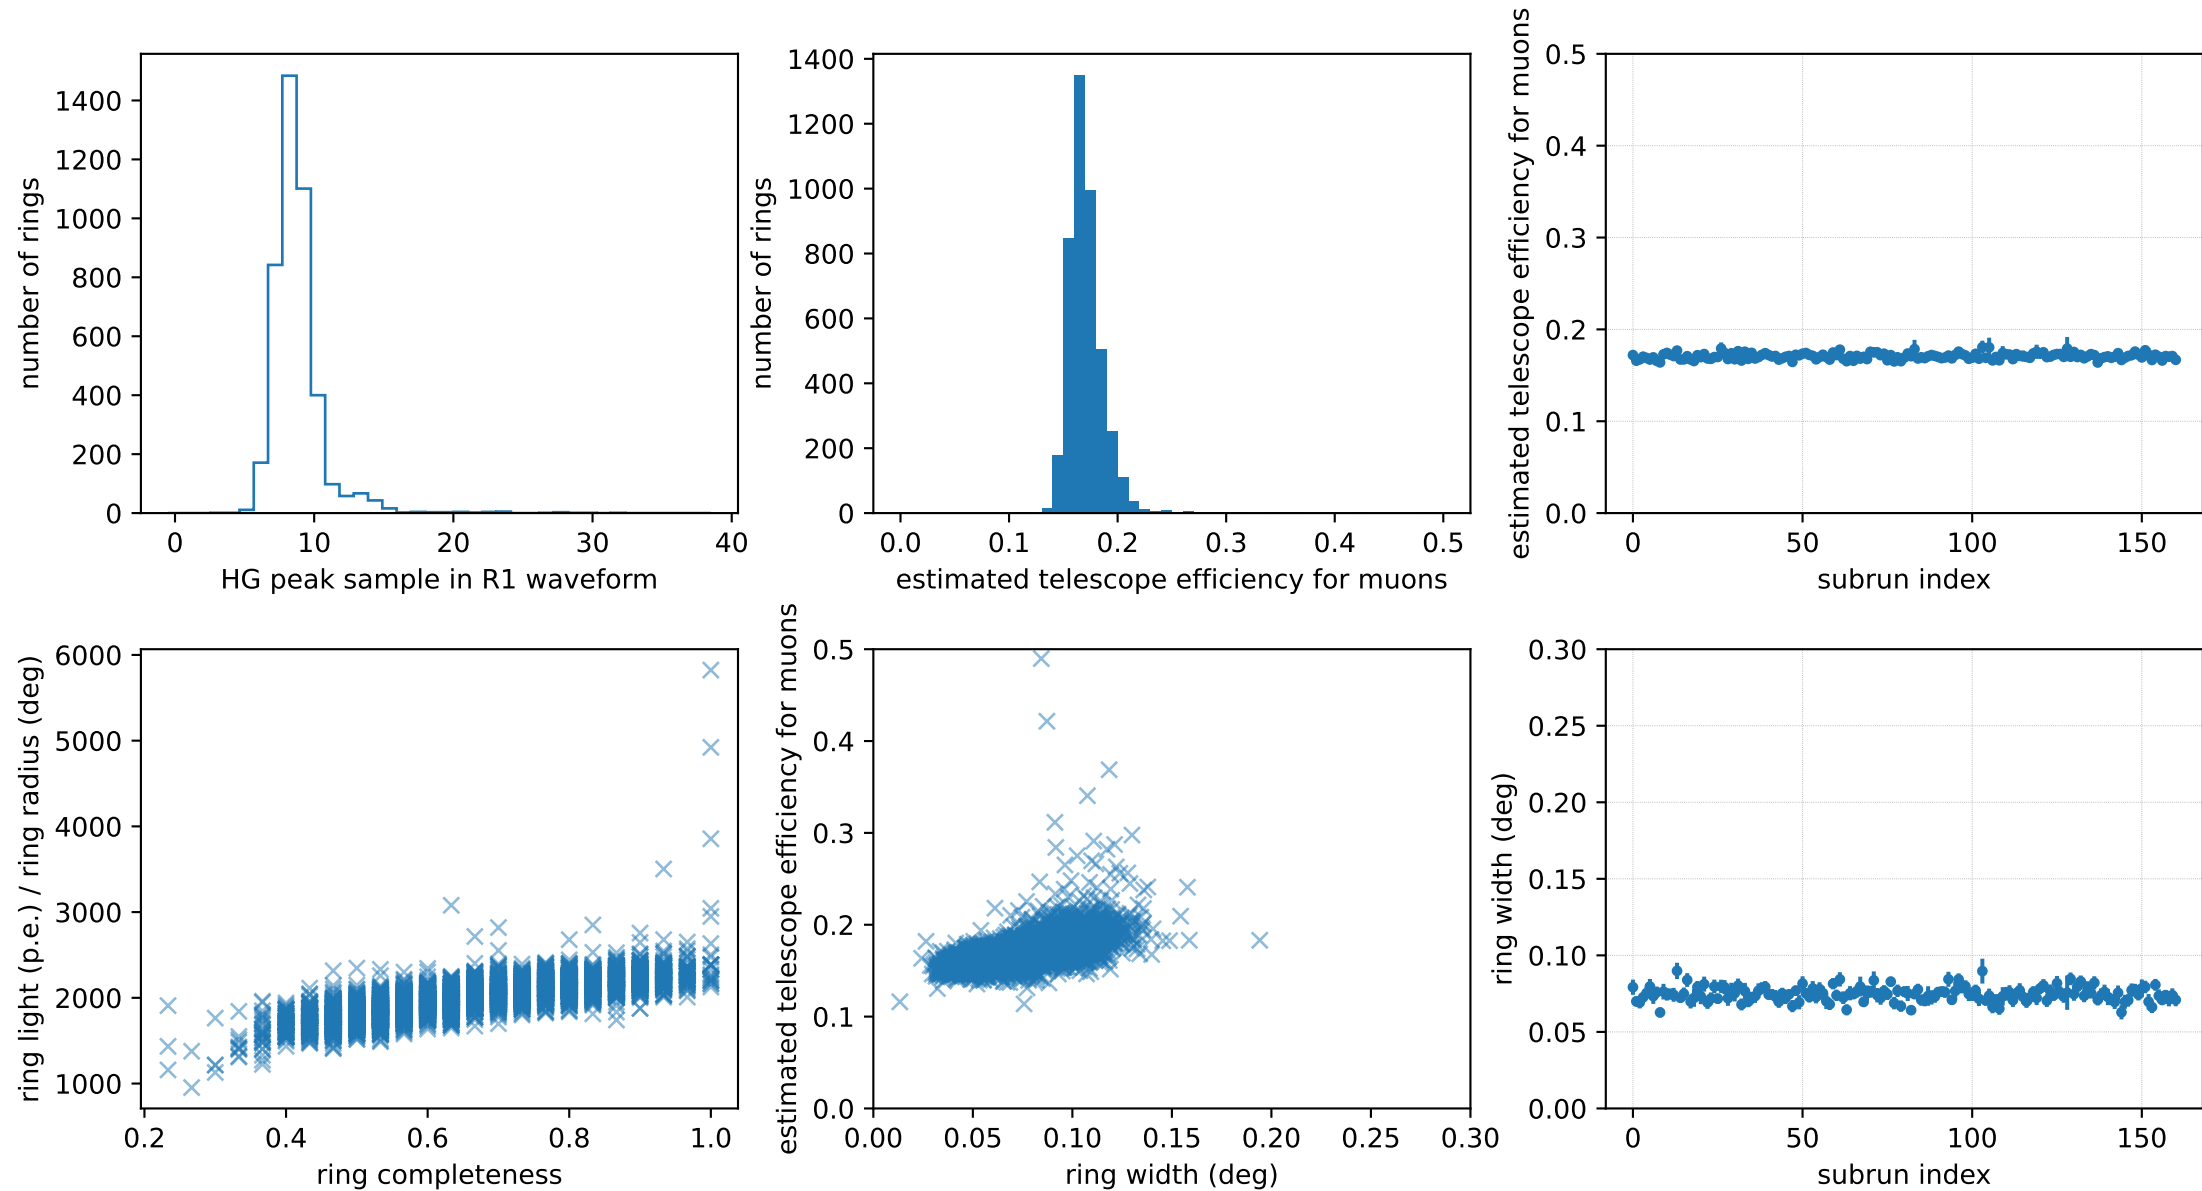 number of rings
1400
1200
1000
800
600
400
200
0
0 10 20 30 40
HG peak sample in R1 waveform
number of rings
1400
1200
1000
800
600
400
200
0
0.0 0.1 0.2 0.3 0.4 0.5
estimated telescope efficiency for muons
estimated telescope efficiency for muons
0.5
0.4
0.3
0.2
0.1
0.0
0 50 100 150
subrun index
ring light (p.e.) / ring radius (deg)
6000
5000
4000
3000
2000
1000
0.2 0.4 0.6 0.8 1.0
ring completeness
estimated telescope efficiency for muons
0.5
0.4
0.3
0.2
0.1
0.0
0.00 0.05 0.10 0.15 0.20 0.25 0.30
ring width (deg)
ring width (deg)
0.30
0.25
0.20
0.15
0.10
0.05
0.00
0 50 100 150
subrun index